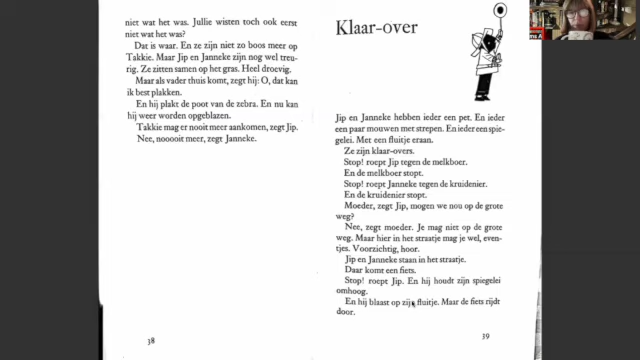 niet wat het was. Jullie wisten toch ook eerst
niet wat het was?
Dat is waar. En ze zijn niet zo boos meer op
Takkie. Maar Jip en Janneke zijn nog wel treu-
rig. Ze zitten samen op het gras. Heel droevig.
Maar als vader thuis komt, zegt hij: O, dat kan
ik best plakken.
En hij plakt de poot van de zebra. En nu kan
hij weer worden opgeblazen.
Takkie mag er nooit meer aankomen, zegt Jip.
Nee, nooooit meer, zegt Janneke.
38
Klaar-over
Jip en Janneke hebben ieder een pet. En ieder
een paar mouwen met strepen. En ieder een spie-
gelei. Met een fluitje eraan.
Ze zijn klaar-overs.
Stop! roept Jip tegen de melkboer.
En de melkboer stopt.
Stop! roept Janneke tegen de kruidenier.
En de kruidenier stopt.
Moeder, zegt Jip, mogen we nou op de grote
weg?
Nee, zegt moeder. Je mag niet op de grote
weg. Maar hier in het straatje mag je wel, even-
tjes. Voorzichtig, hoor.
Jip en Janneke staan in het straatje.
Daar komt een fiets.
Stop! roept Jip. En hij houdt zijn spiegelei
omhoog.
En hij blaast op zijn fluitje. Maar de fiets rijdt
door.
39